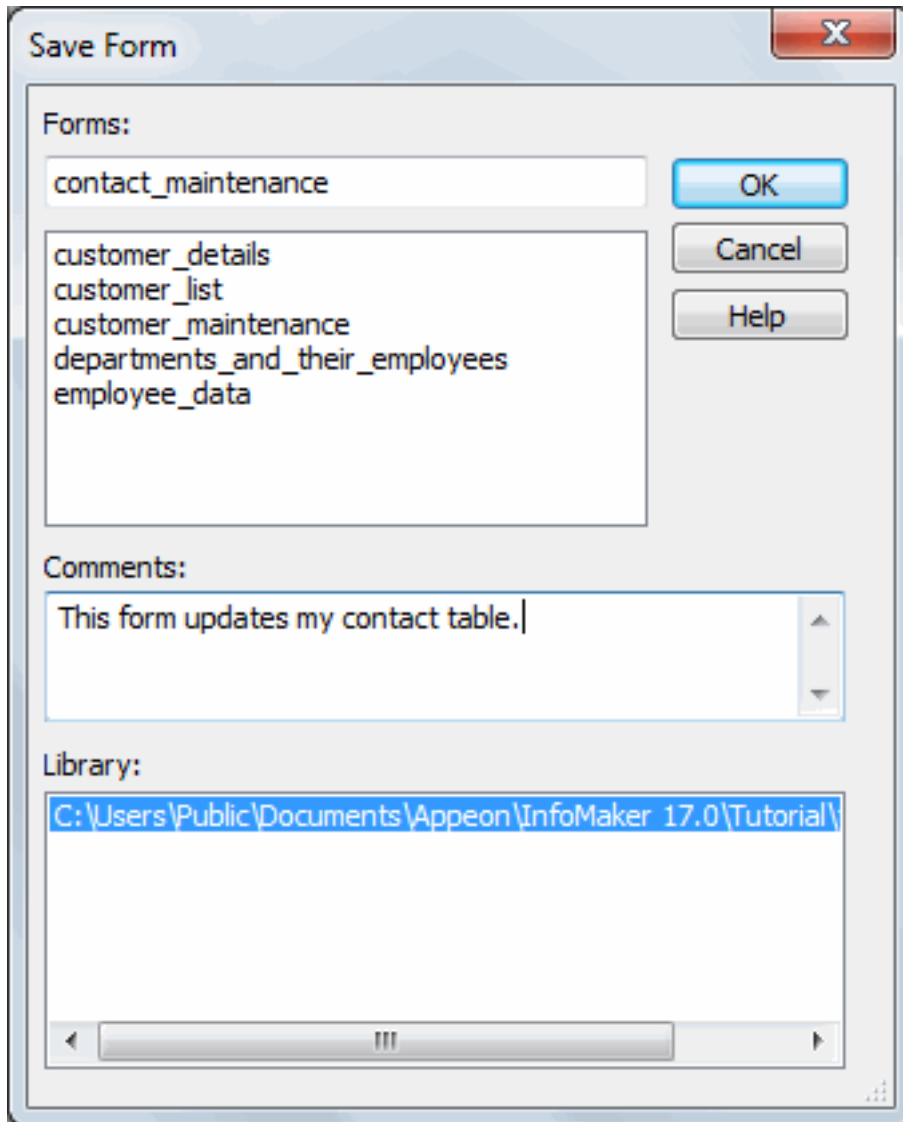 Save Form
Forms:
contact_maintenance
OK
customer_details
Cancel
customer_list
customer_maintenance
Help
departments_and_their_employees
employee_data
Comments:
This form updates my contact table.
Library:
C:\Users\Public\Documents\Appeon\InfoMaker 17.0\Tutorial\